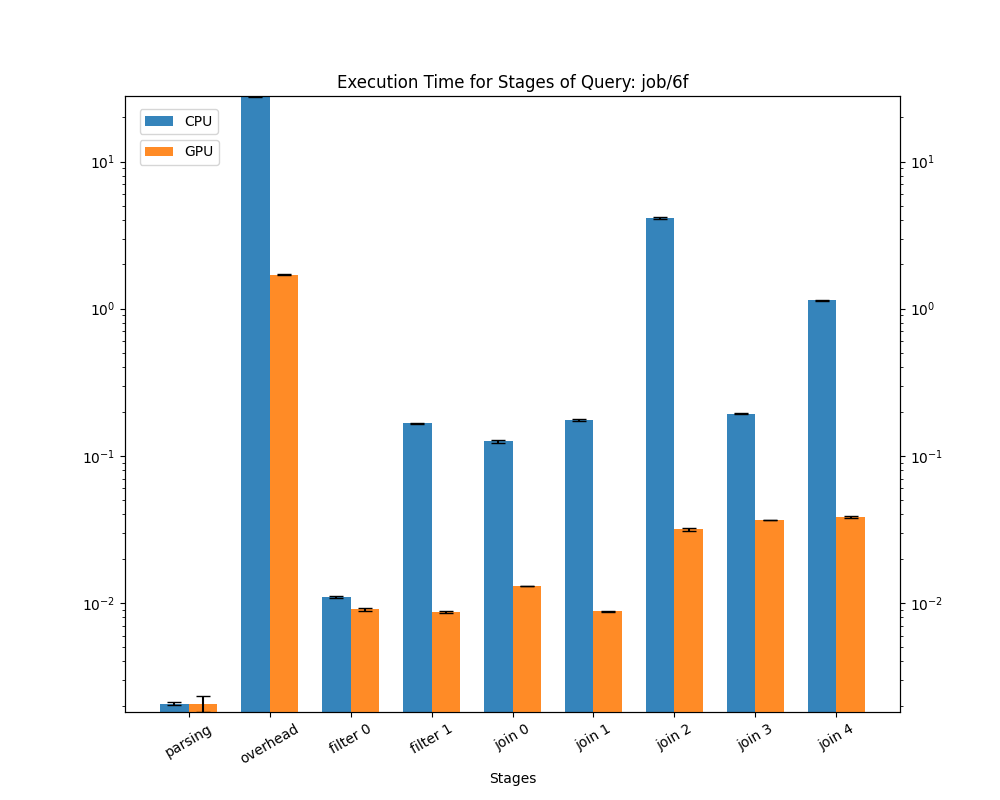 Execution Time for Stages of Query: job/6f
CPU
GPU
10¹ 10¹
10⁰ 10⁰
10⁻¹ 10⁻¹
10⁻² 10⁻²
parsing overhead filter 0 filter 1 join 0 join 1 join 2 join 3 join 4
Stages